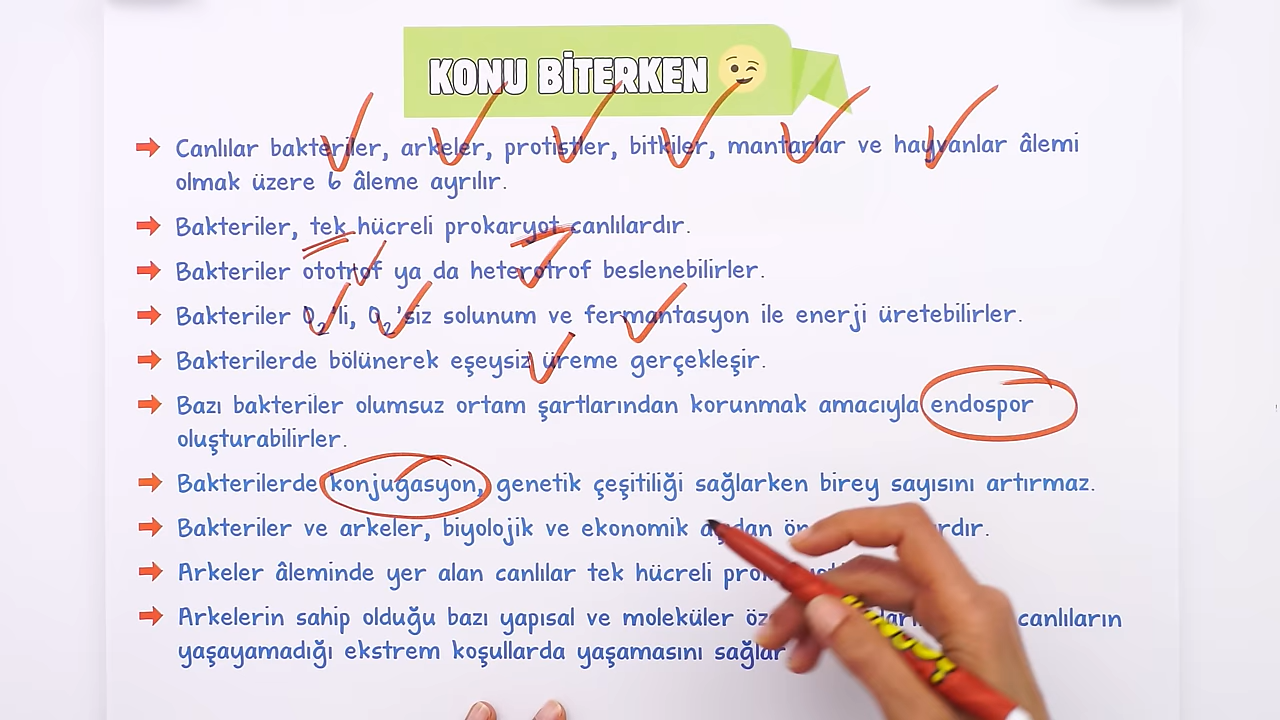 KONU BİTERKEN
Canlılar bakteriler, arkeler, protistler, bitkiler, mantarlar ve hayvanlar âlemi
olmak üzere 6 âleme ayrılır.
Bakteriler, tek hücreli prokaryot canlılardır.
Bakteriler ototrof ya da heterotrof beslenebilirler.
Bakteriler O₂'li, O₂'siz solunum ve fermantasyon ile enerji üretebilirler.
Bakterilerde bölünerek eşeysiz üreme gerçekleşir.
Bazı bakteriler olumsuz ortam şartlarından korunmak amacıyla endospor
oluşturabilirler.
Bakterilerde konjugasyon, genetik çeşitiliği sağlarken birey sayısını artırmaz.
Bakteriler ve arkeler, biyolojik ve ekonomik açıdan
Arkeler âleminde yer alan canlılar tek hücreli
Arkelerin sahip olduğu bazı yapısal ve moleküler canlıların
yaşayamadığı ekstrem koşullarda yaşamasını